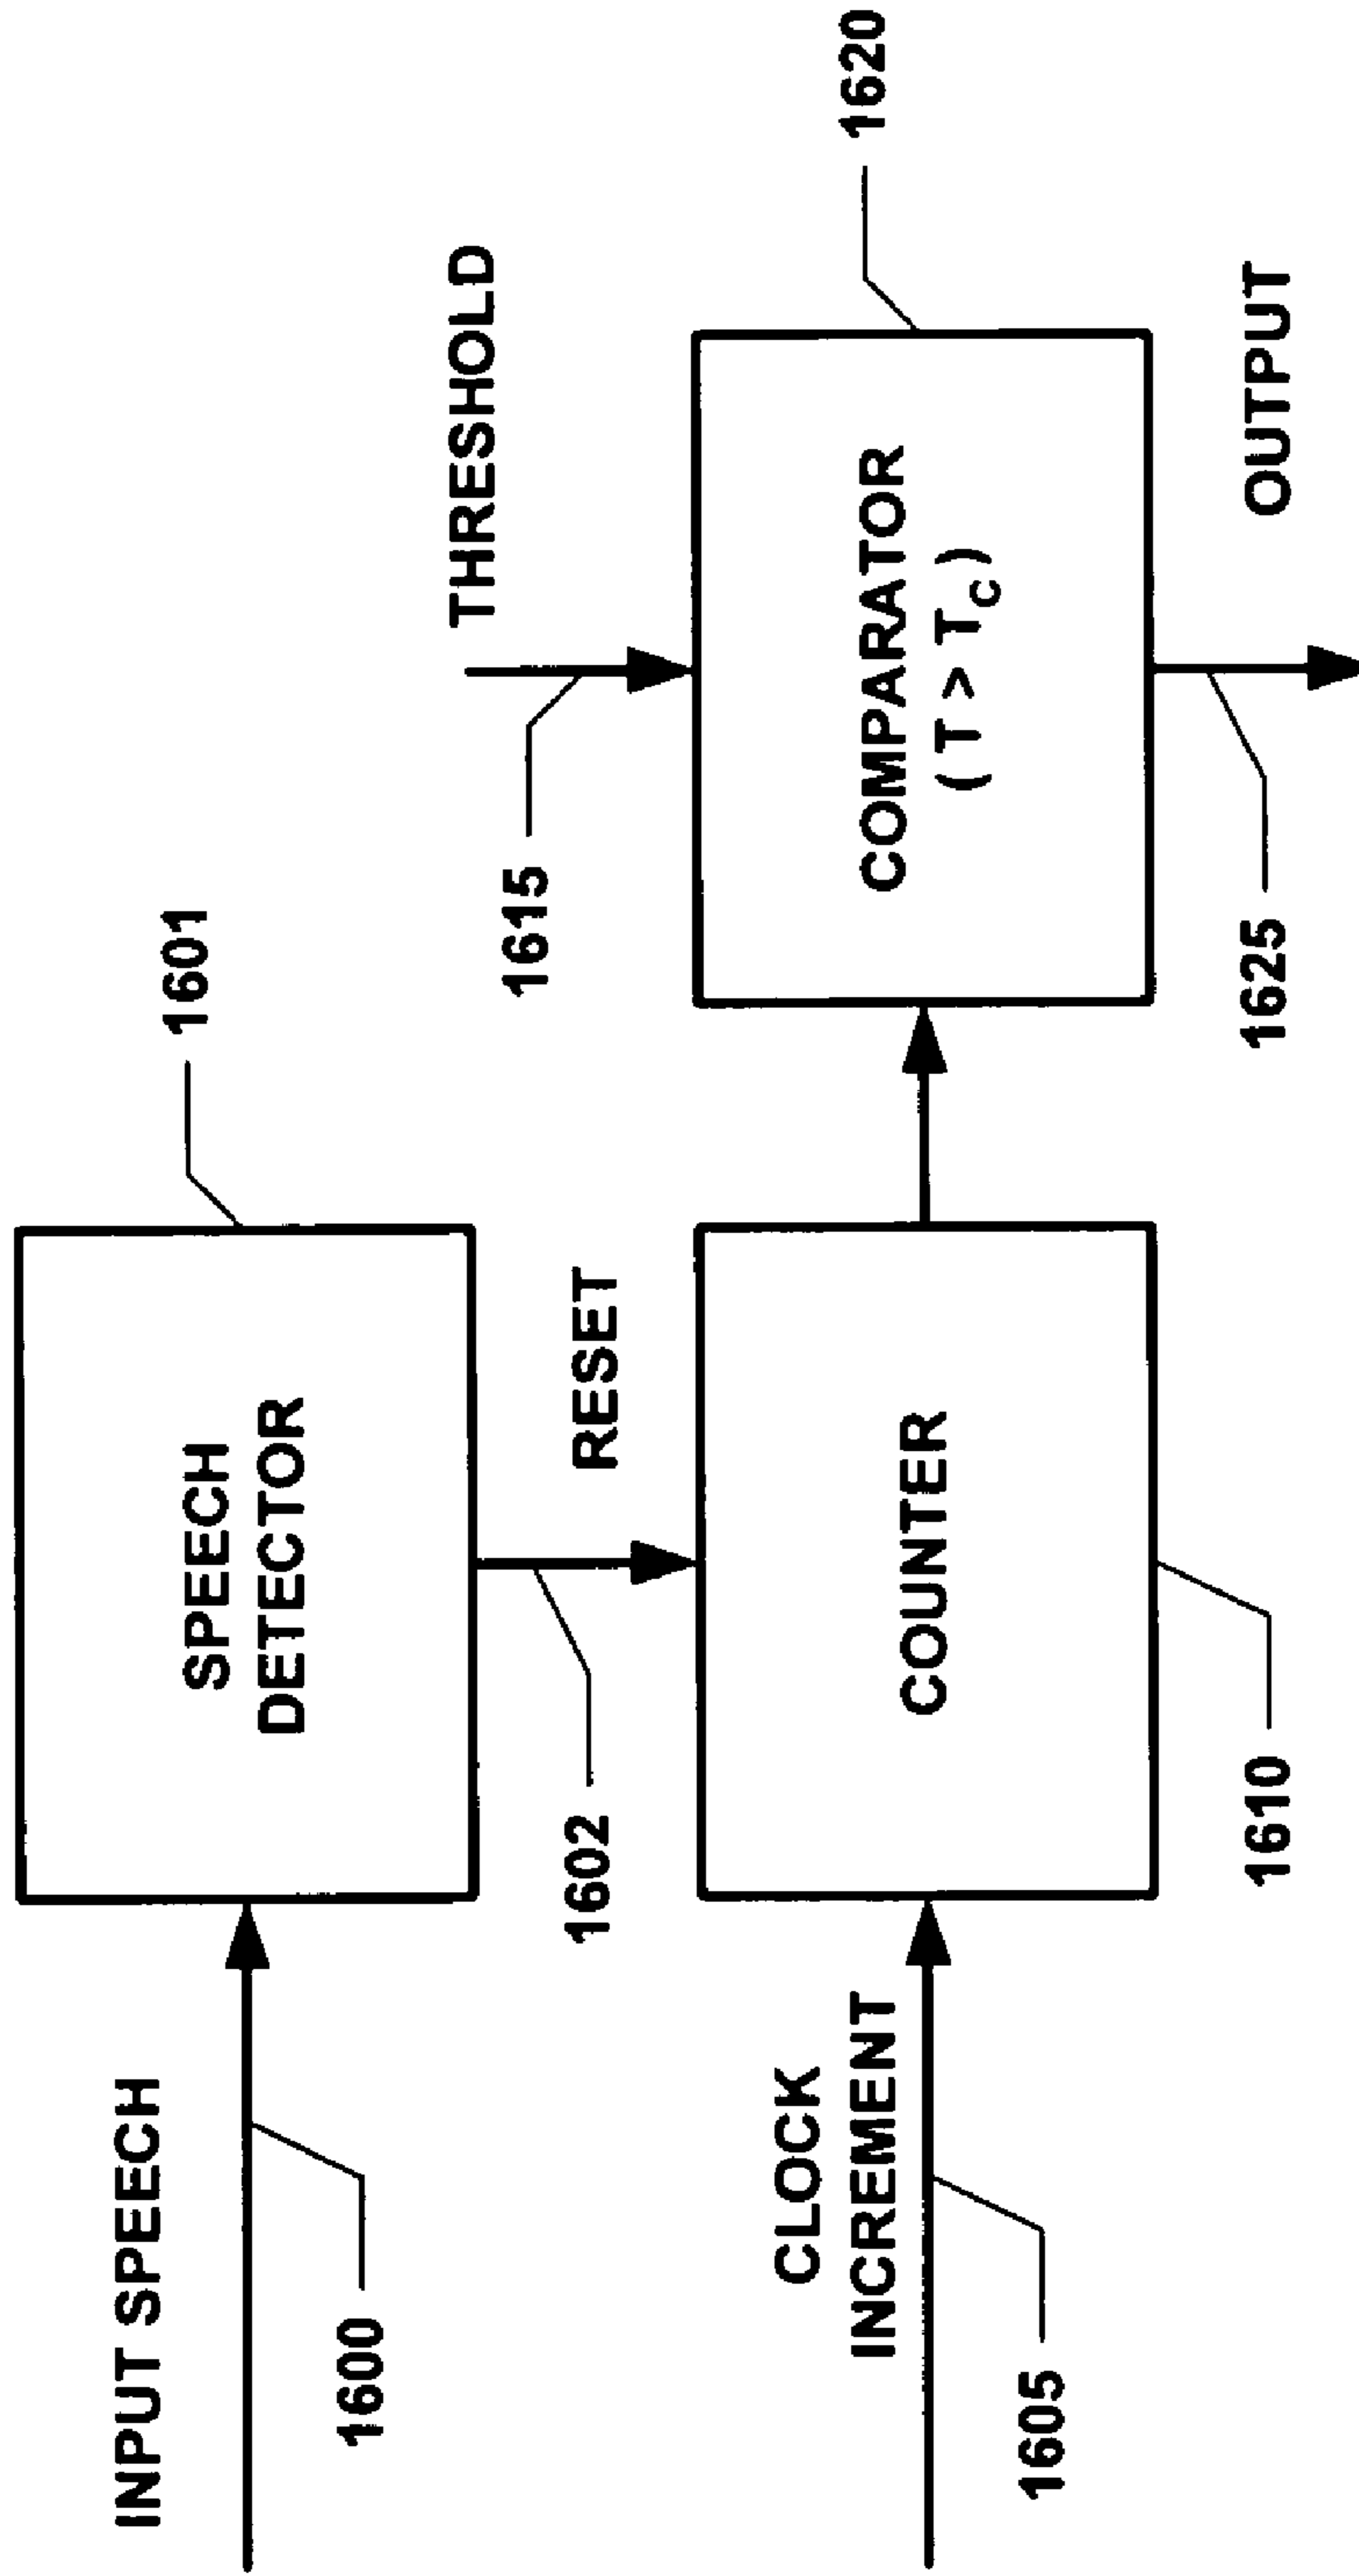 INPUT SPEECH
1600
SPEECH
DETECTOR
1601
1602
RESET
CLOCK
INCREMENT
1605
COUNTER
1610
THRESHOLD
1615
COMPARATOR
( T > T_C )
1620
1625
OUTPUT